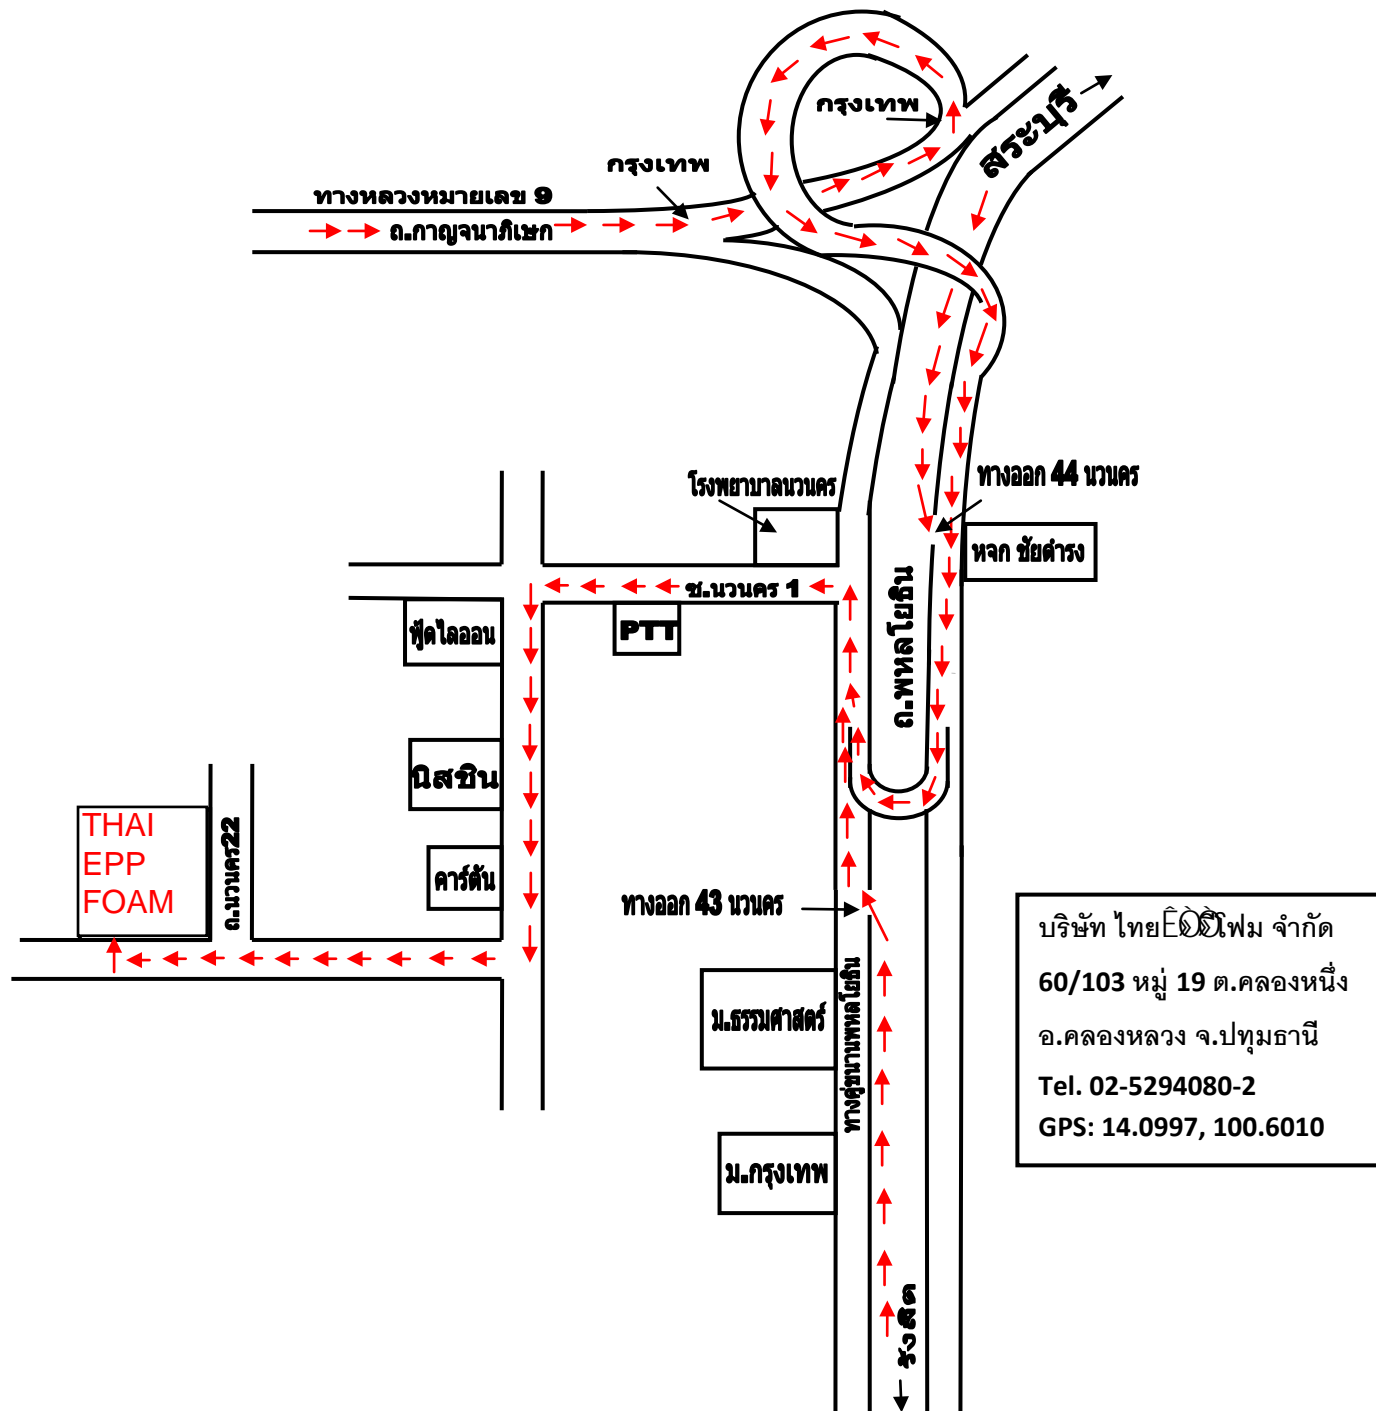 กรุงเทพ
สระบุรี
กรุงเทพ
ทางหลวงหมายเลข 9
ถ.กาญจนาภิเษก
โรงพยาบาลนวนคร
ทางออก 44 นวนคร
หจก ชัยดำรง
ซ.นวนคร 1
ถ.พหลโยธิน
ฟู้ดไลออน
PTT
นิสชิน
THAI
EPP
FOAM
ถ.นวนคร22
คาร์ตัน
ทางออก 43 นวนคร
ทางคู่ขนานพหลโยธิน
ม.ธรรมศาสตร์
ม.กรุงเทพ
รังสิต
บริษัท ไทย โฟม จำกัด
60/103 หมู่ 19 ต.คลองหนึ่ง
อ.คลองหลวง จ.ปทุมธานี
Tel. 02-5294080-2
GPS: 14.0997, 100.6010